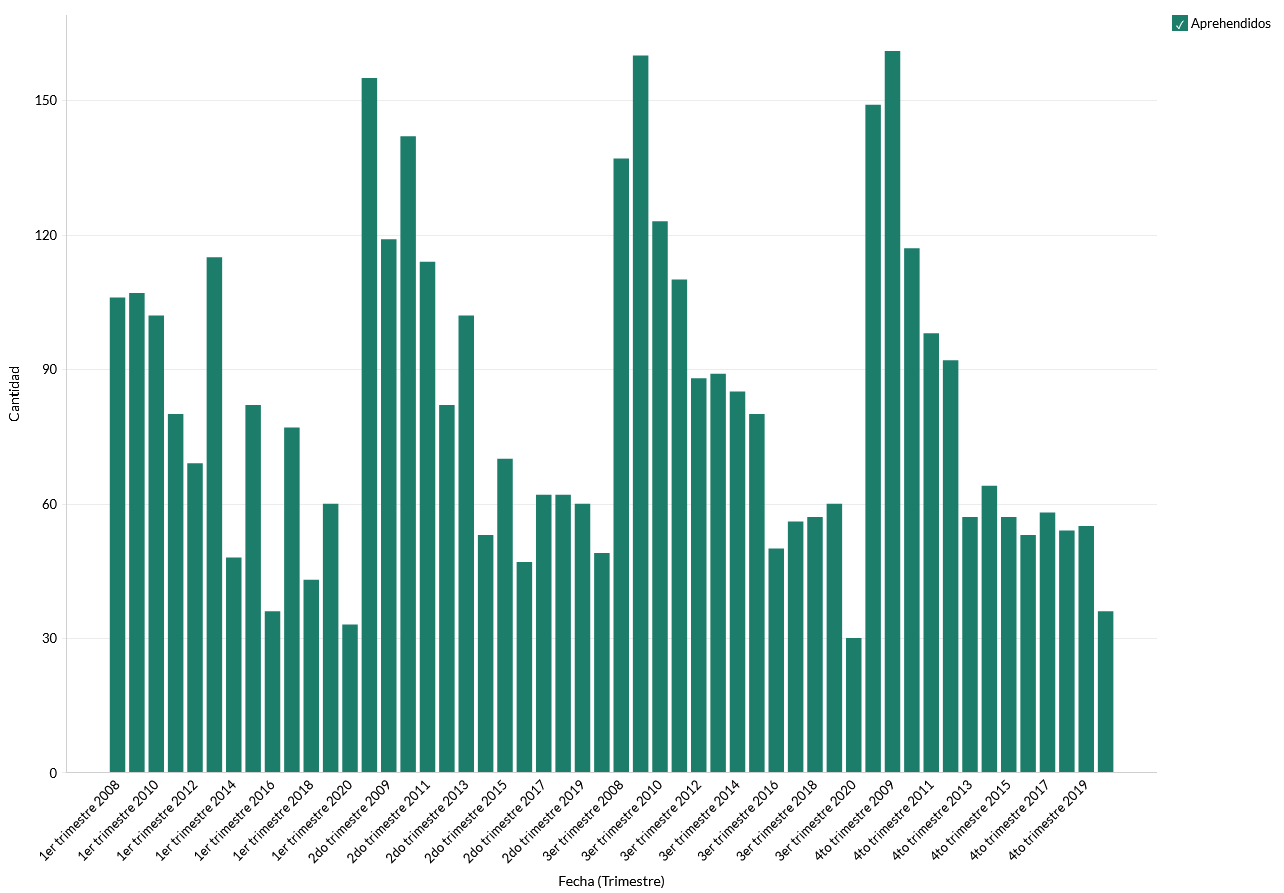 Aprehendidos
150
120
90
60
30
0
Cantidad
1er trimestre 2008
1er trimestre 2010
1er trimestre 2012
1er trimestre 2014
1er trimestre 2016
1er trimestre 2018
1er trimestre 2020
2do trimestre 2009
2do trimestre 2011
2do trimestre 2013
2do trimestre 2015
2do trimestre 2017
2do trimestre 2019
3er trimestre 2008
3er trimestre 2010
3er trimestre 2012
3er trimestre 2014
3er trimestre 2016
3er trimestre 2018
3er trimestre 2020
4to trimestre 2009
4to trimestre 2011
4to trimestre 2013
4to trimestre 2015
4to trimestre 2017
4to trimestre 2019
Fecha (Trimestre)